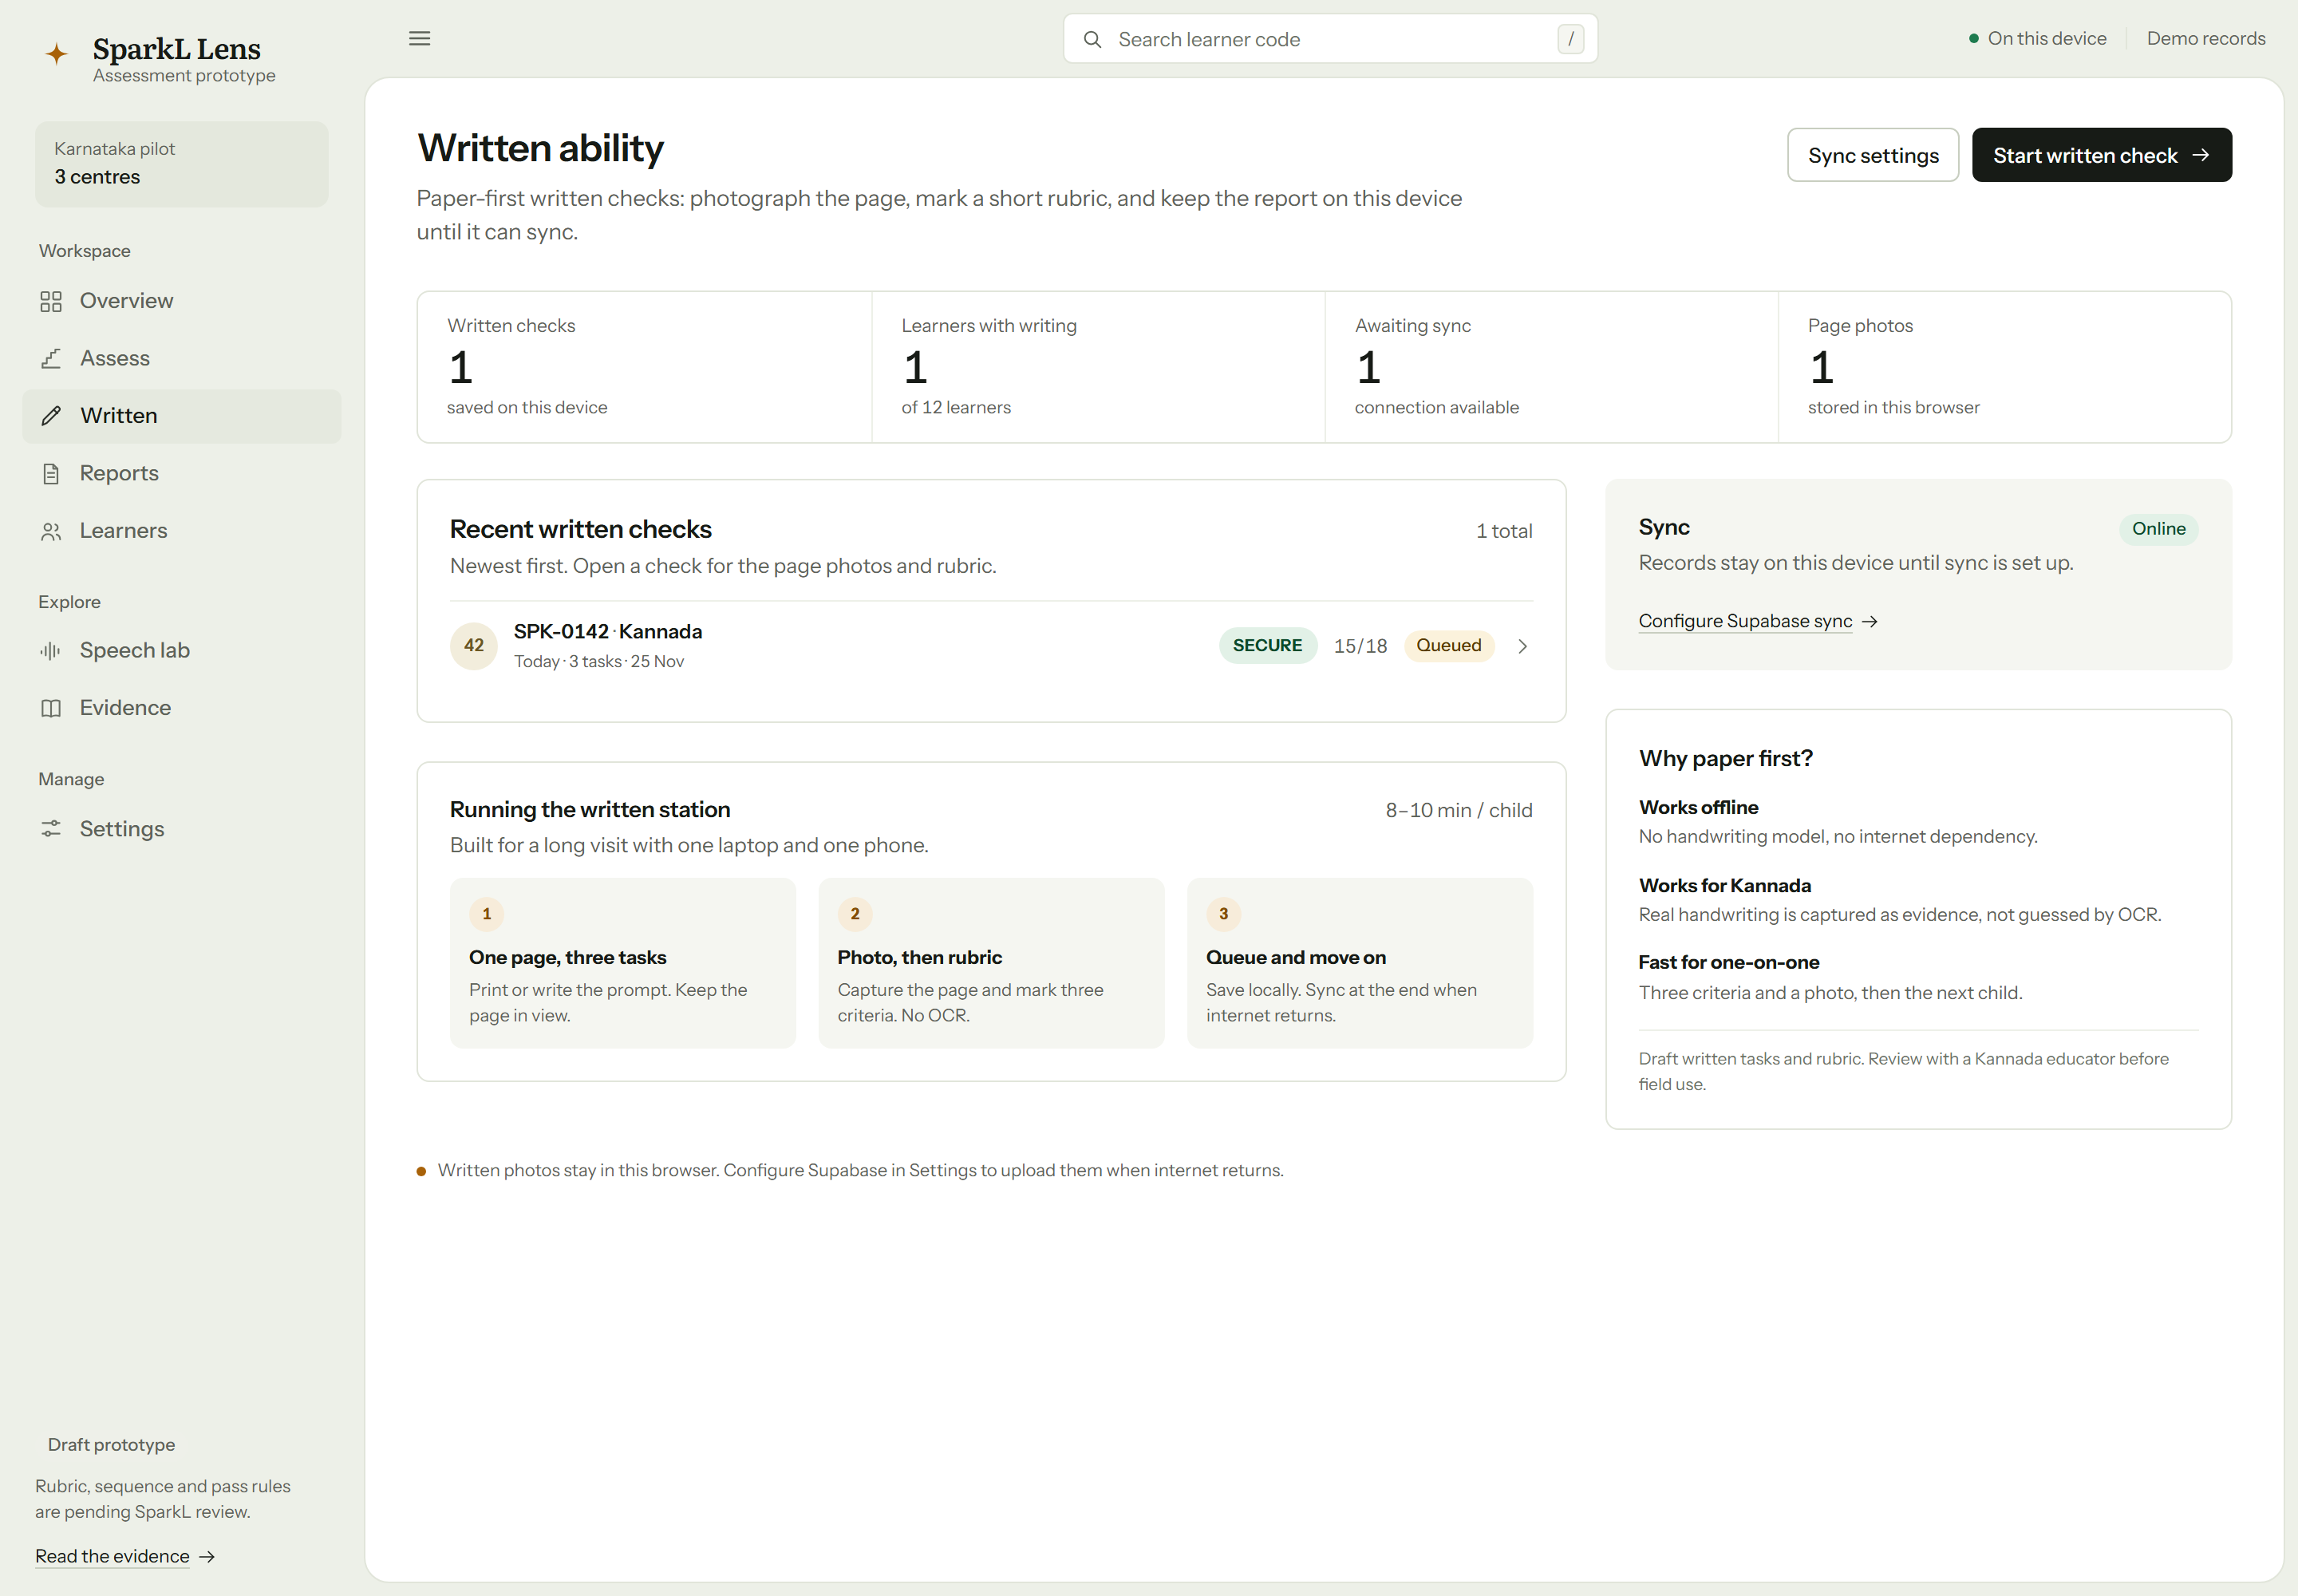 SparkL Lens
Assessment prototype
Karnataka pilot
3 centres
Workspace
Overview
Assess
Written
Reports
Learners
Explore
Speech lab
Evidence
Manage
Settings
Draft prototype
Rubric, sequence and pass rules
are pending SparkL review.
Read the evidence →
Search learner code /
On this device
Demo records
Written ability
Paper-first written checks: photograph the page, mark a short rubric, and keep the report on this device
until it can sync.
Sync settings
Start written check →
Written checks
1
saved on this device
Learners with writing
1
of 12 learners
Awaiting sync
1
connection available
Page photos
1
stored in this browser
Recent written checks
1 total
Newest first. Open a check for the page photos and rubric.
42
SPK-0142 · Kannada
Today · 3 tasks · 25 Nov
SECURE
15/18
Queued
Running the written station
8–10 min / child
Built for a long visit with one laptop and one phone.
1
One page, three tasks
Print or write the prompt. Keep the
page in view.
2
Photo, then rubric
Capture the page and mark three
criteria. No OCR.
3
Queue and move on
Save locally. Sync at the end when
internet returns.
Sync
Online
Records stay on this device until sync is set up.
Configure Supabase sync →
Why paper first?
Works offline
No handwriting model, no internet dependency.
Works for Kannada
Real handwriting is captured as evidence, not guessed by OCR.
Fast for one-on-one
Three criteria and a photo, then the next child.
Draft written tasks and rubric. Review with a Kannada educator before
field use.
Written photos stay in this browser. Configure Supabase in Settings to upload them when internet returns.